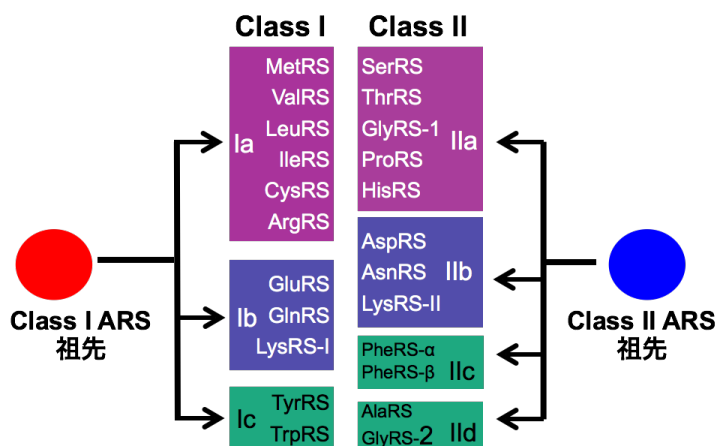 Class I
Class II
MetRS
ValRS
LeuRS
IleRS
CysRS
ArgRS
Ia
SerRS
ThrRS
GlyRS-1
ProRS
HisRS
IIa
GluRS
GlnRS
LysRS-I
Ib
AspRS
AsnRS
LysRS-II
IIb
PheRS-α
PheRS-β
IIc
TyrRS
TrpRS
Ic
AlaRS
GlyRS-2
IId
Class I ARS
祖先
Class II ARS
祖先